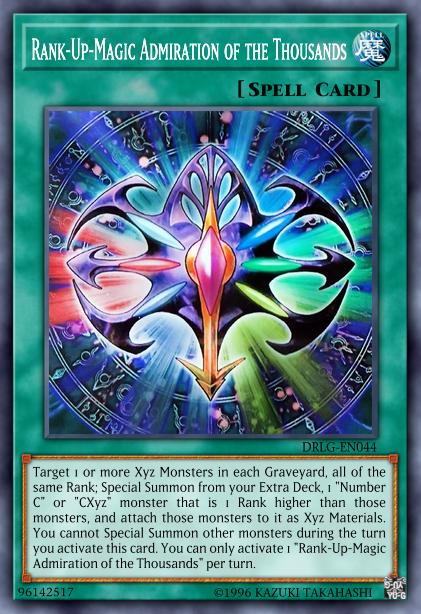 Rank-Up-Magic Admiration of the Thousands
SPELL
魔
[ Spell Card ]
DRLG-EN044
Target 1 or more Xyz Monsters in each Graveyard, all of the
same Rank; Special Summon from your Extra Deck, 1 "Number
C" or "CXyz" monster that is 1 Rank higher than those
monsters, and attach those monsters to it as Xyz Materials.
You cannot Special Summon other monsters during the turn
you activate this card. You can only activate 1 "Rank-Up-Magic
Admiration of the Thousands" per turn.
96142517
©1996 KAZUKI TAKAHASHI